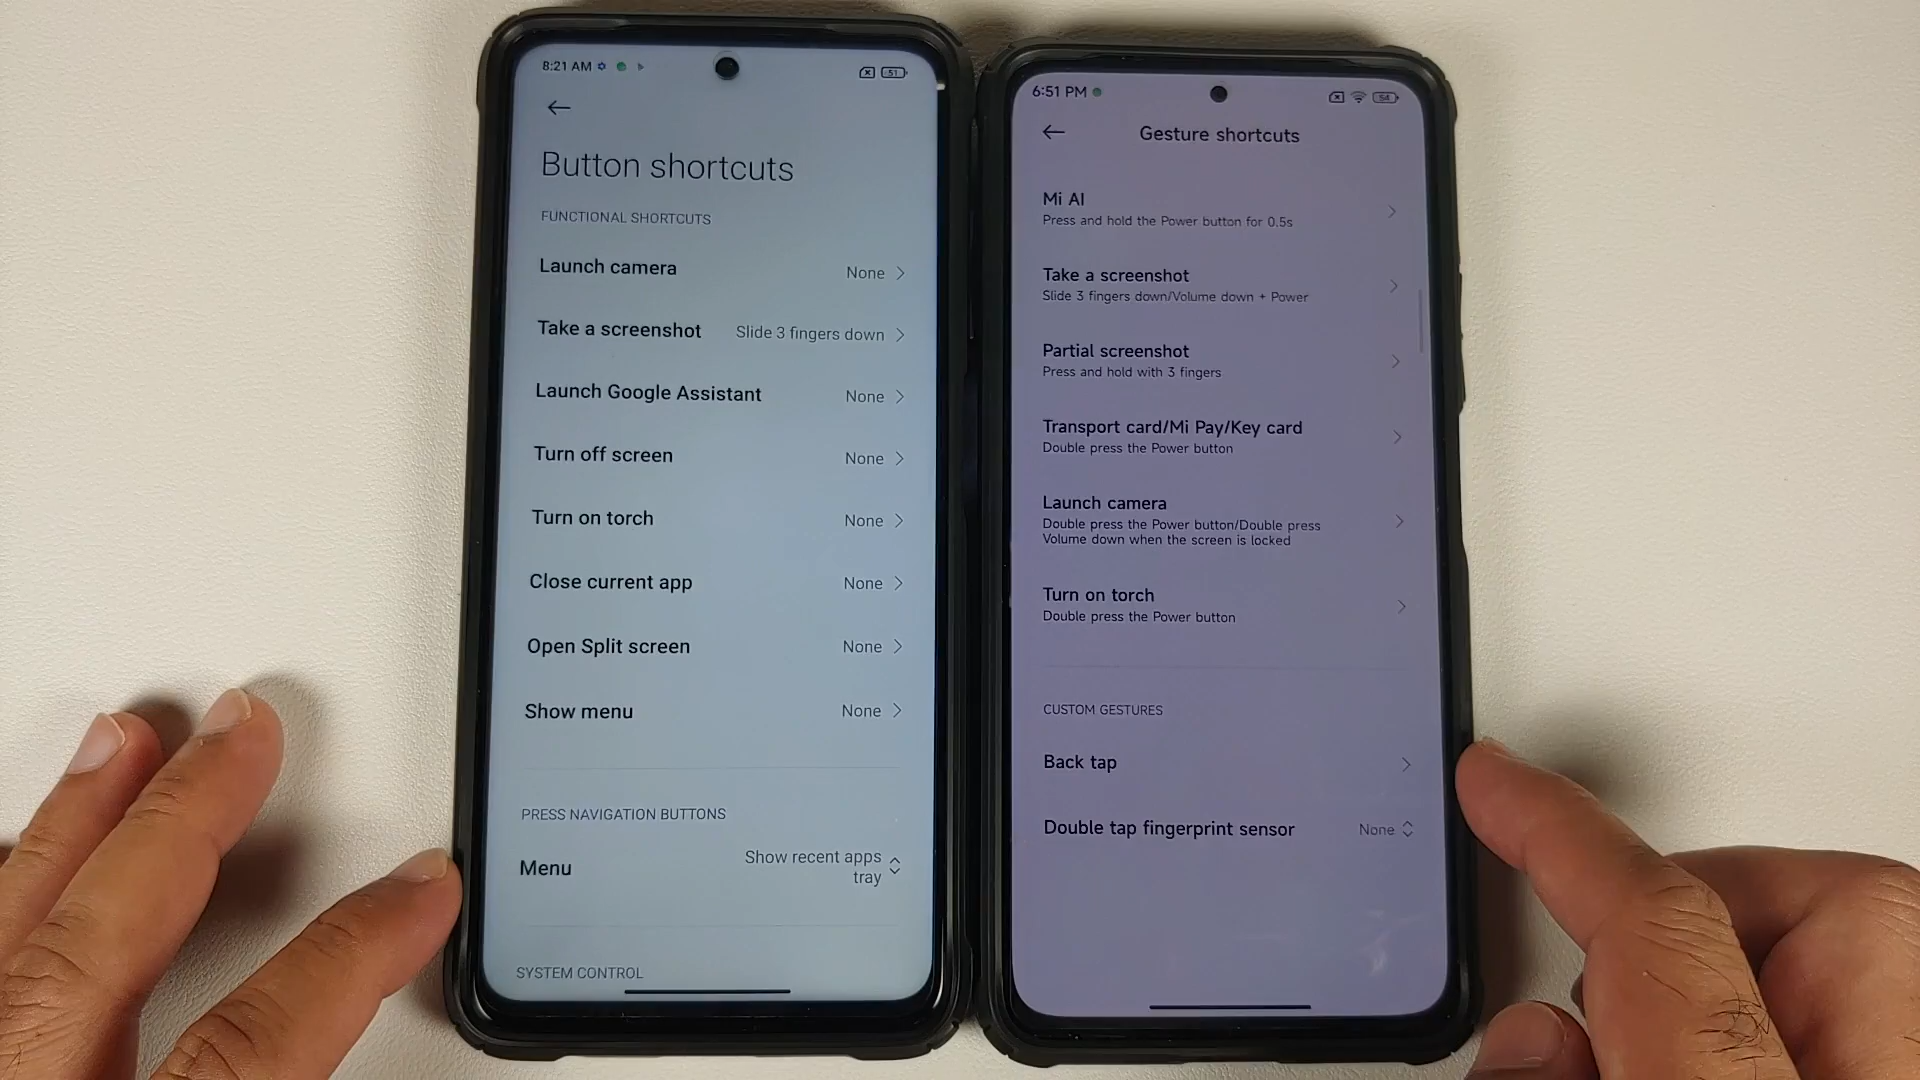 8:21 AM
51
Button shortcuts
FUNCTIONAL SHORTCUTS
Launch camera None
Take a screenshot Slide 3 fingers down
Launch Google Assistant None
Turn off screen None
Turn on torch None
Close current app None
Open Split screen None
Show menu None
PRESS NAVIGATION BUTTONS
Menu Show recent apps
tray
SYSTEM CONTROL
6:51 PM
54
Gesture shortcuts
Mi AI
Press and hold the Power button for 0.5s
Take a screenshot
Slide 3 fingers down/Volume down + Power
Partial screenshot
Press and hold with 3 fingers
Transport card/Mi Pay/Key card
Double press the Power button
Launch camera
Double press the Power button/Double press
Volume down when the screen is locked
Turn on torch
Double press the Power button
CUSTOM GESTURES
Back tap
Double tap fingerprint sensor None